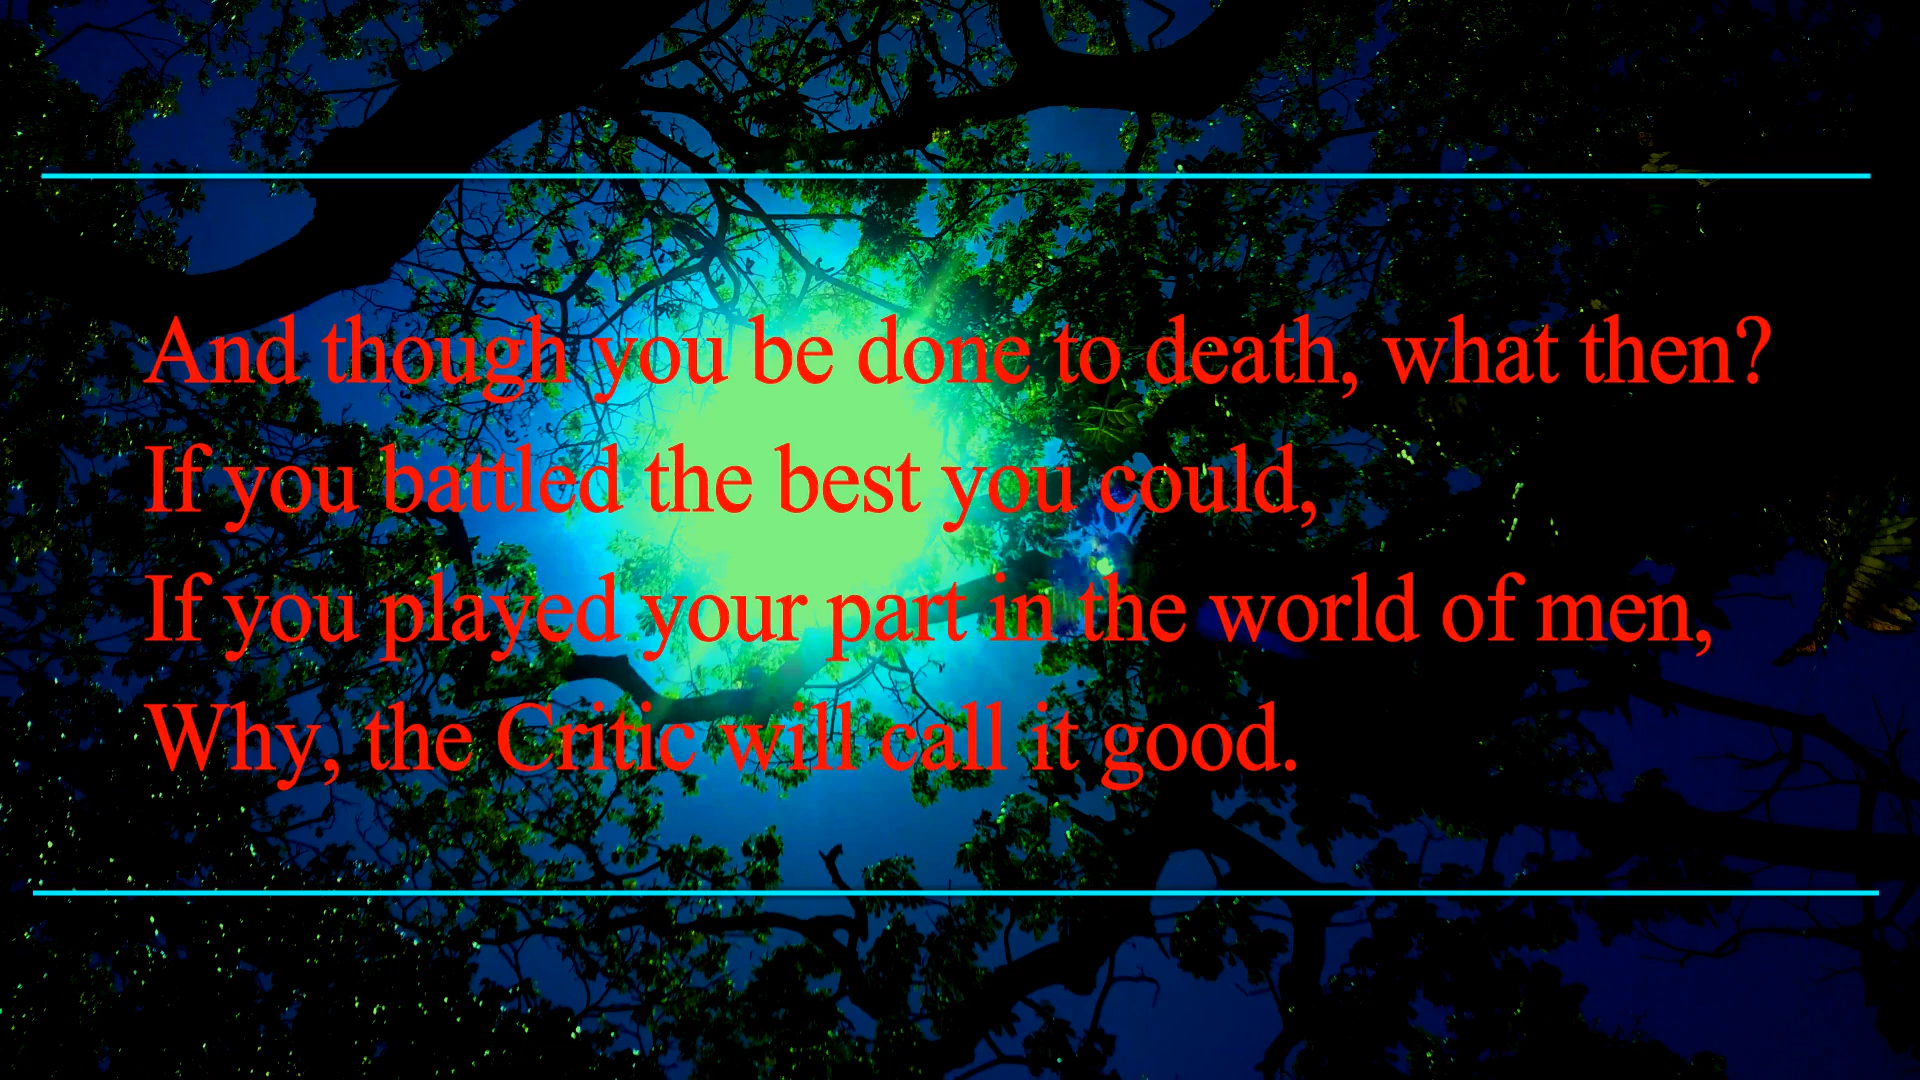 And though you be done to death, what then?
If you battled the best you could,
If you played your part in the world of men,
Why, the Critic will call it good.